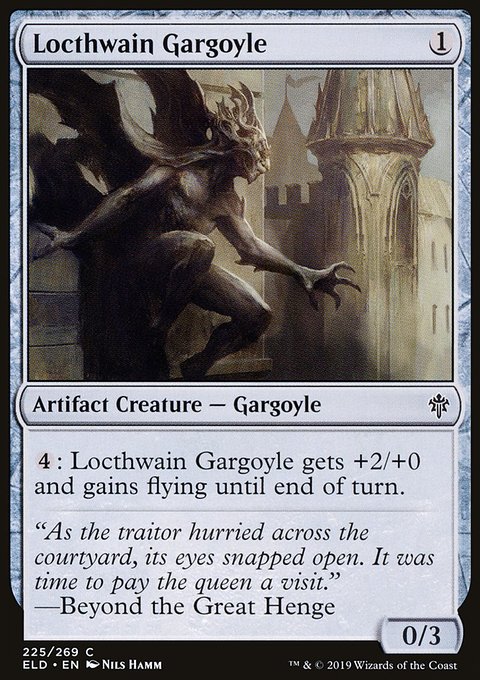 Locthwain Gargoyle 1
Artifact Creature — Gargoyle
4: Locthwain Gargoyle gets +2/+0
and gains flying until end of turn.
“As the traitor hurried across the
courtyard, its eyes snapped open. It was
time to pay the queen a visit.”
—Beyond the Great Henge
0/3
225/269 C
ELD • EN Nils Hamm
™ & © 2019 Wizards of the Coast